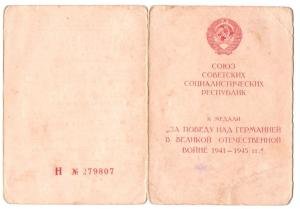 Н № 279807
СОЮЗ
СОВЕТСКИХ
СОЦИАЛИСТИЧЕСКИХ
РЕСПУБЛИК
К МЕДАЛИ
„ЗА ПОБЕДУ НАД ГЕРМАНИЕЙ
В ВЕЛИКОЙ ОТЕЧЕСТВЕННОЙ
ВОЙНЕ 1941—1945 гг.“